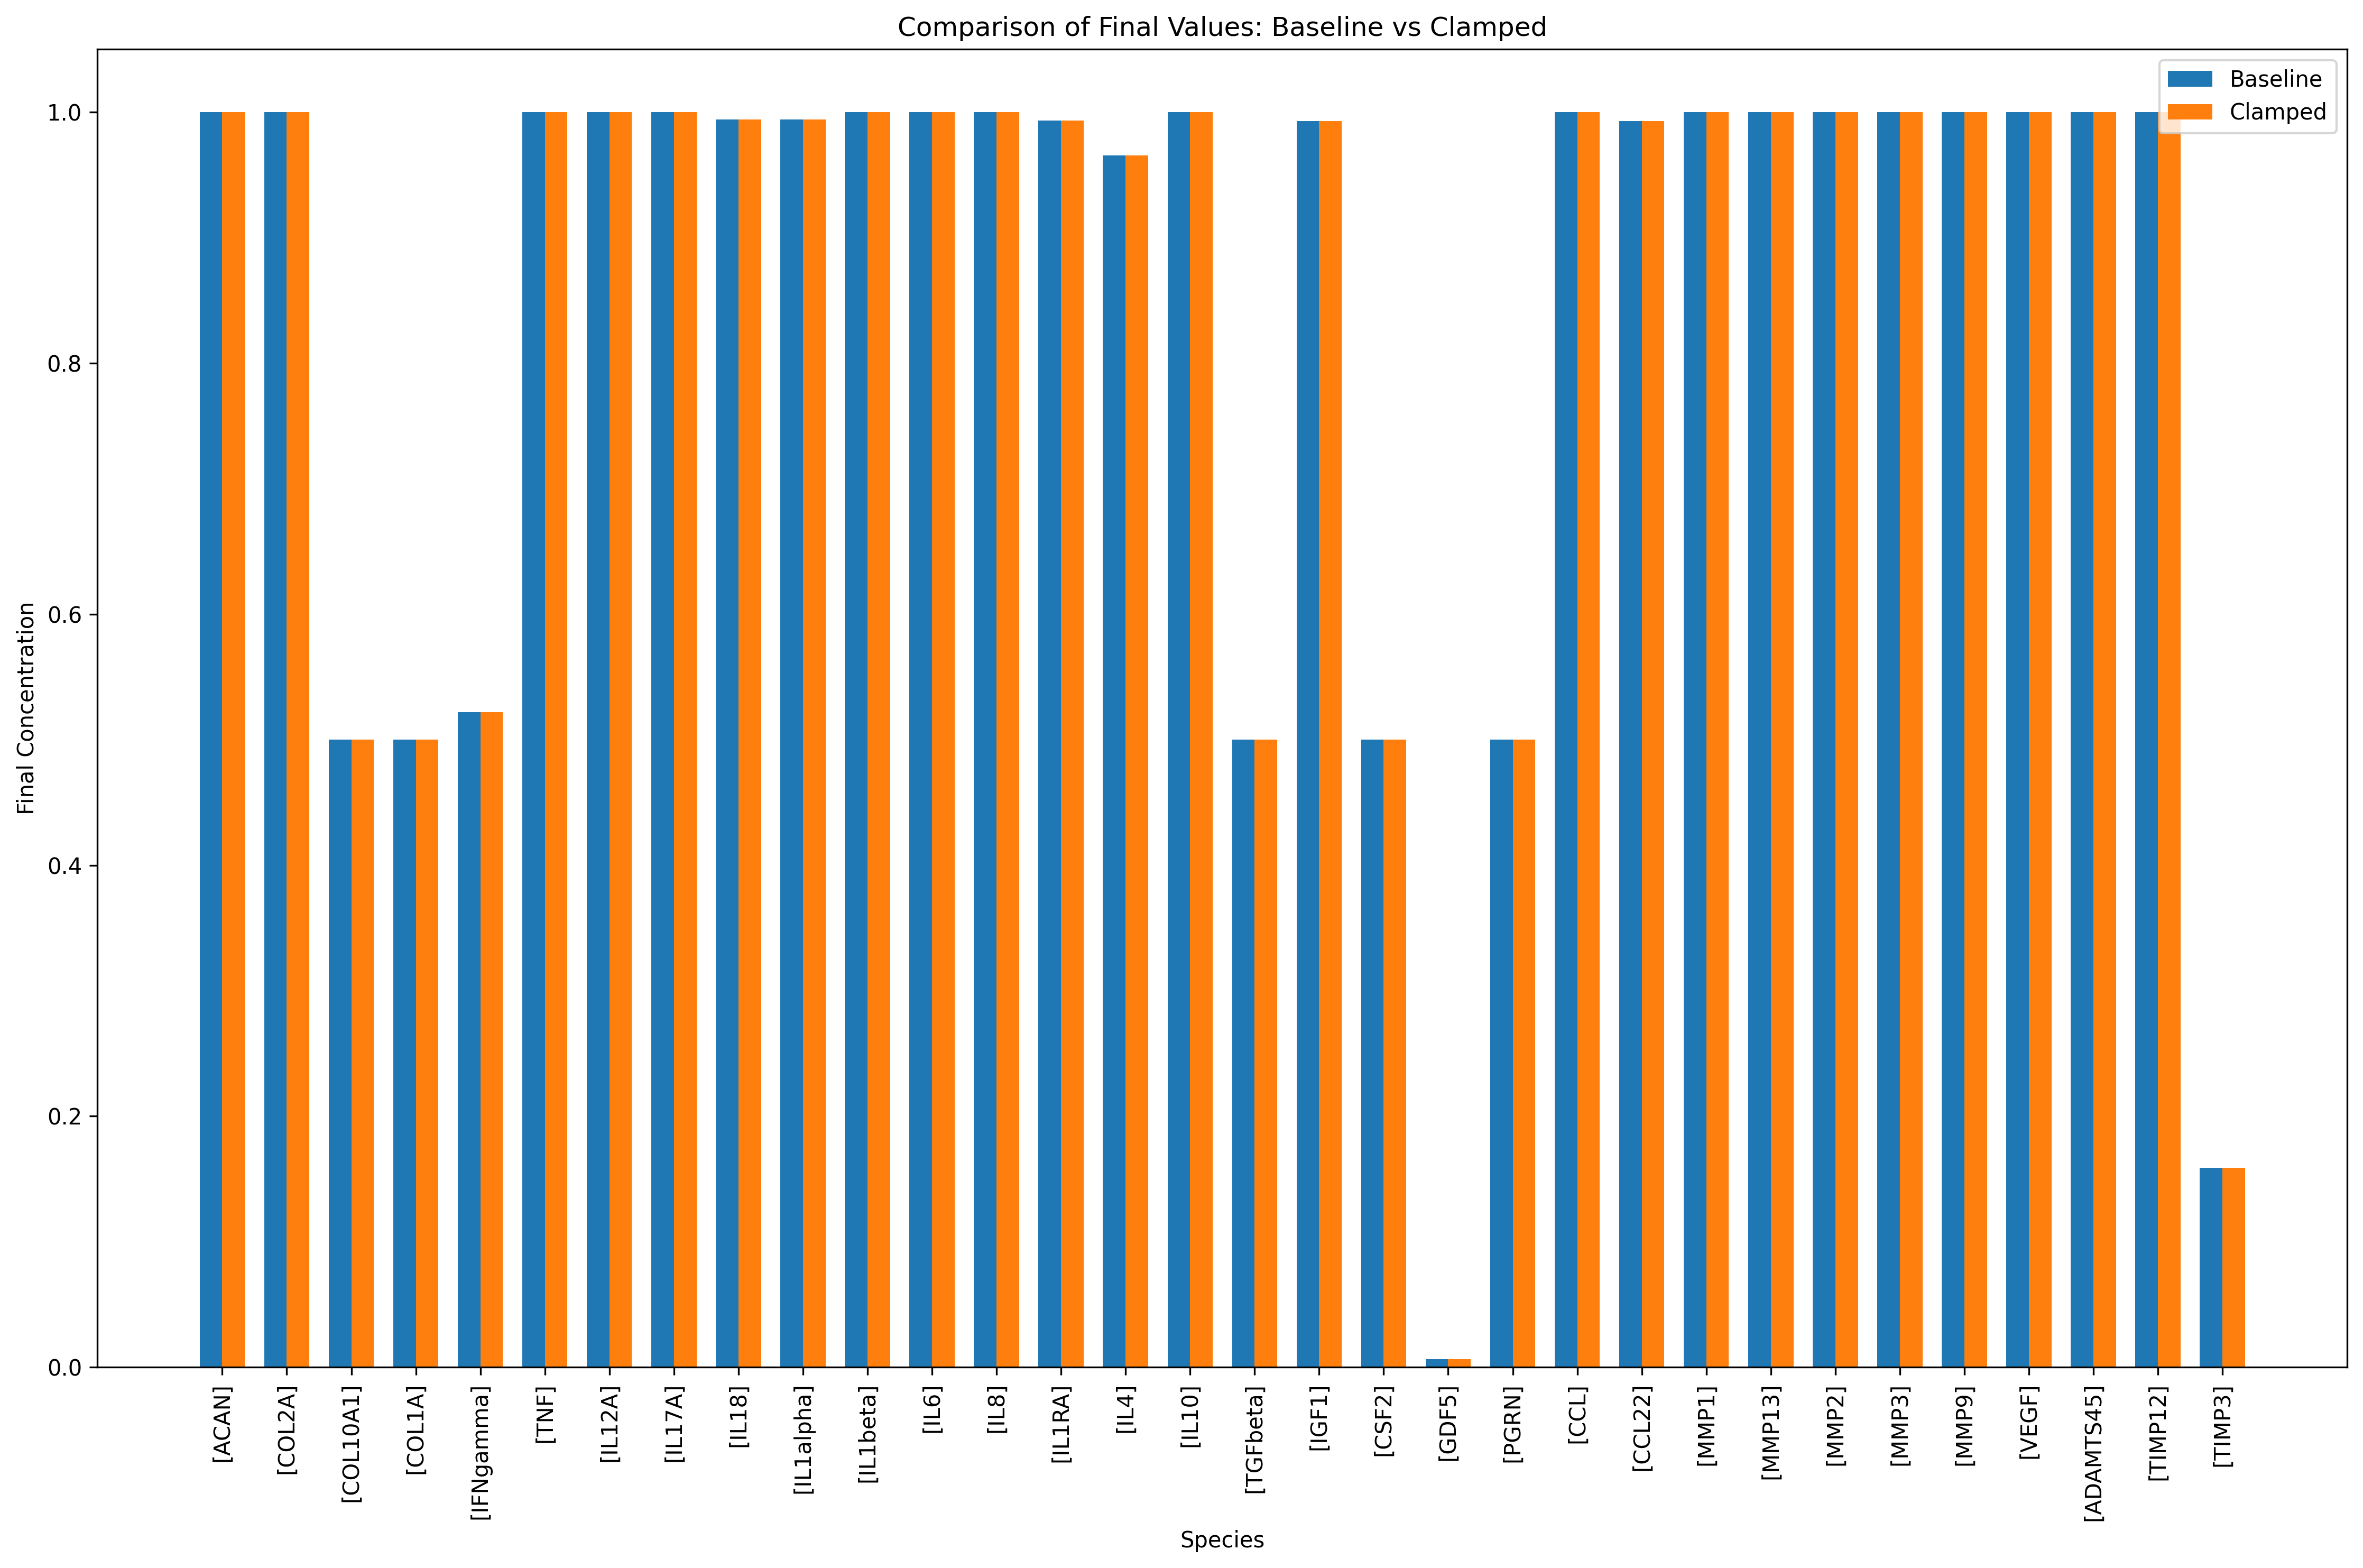 Comparison of Final Values: Baseline vs Clamped
Baseline
Clamped
Final Concentration
1.0
0.8
0.6
0.4
0.2
0.0
[ACAN]
[COL2A]
[COL10A1]
[COL1A]
[IFNgamma]
[TNF]
[IL12A]
[IL17A]
[IL18]
[IL1alpha]
[IL1beta]
[IL6]
[IL8]
[IL1RA]
[IL4]
[IL10]
[TGFbeta]
[IGF1]
[CSF2]
[GDF5]
[PGRN]
[CCL]
[CCL22]
[MMP1]
[MMP13]
[MMP2]
[MMP3]
[MMP9]
[VEGF]
[ADAMTS45]
[TIMP12]
[TIMP3]
Species